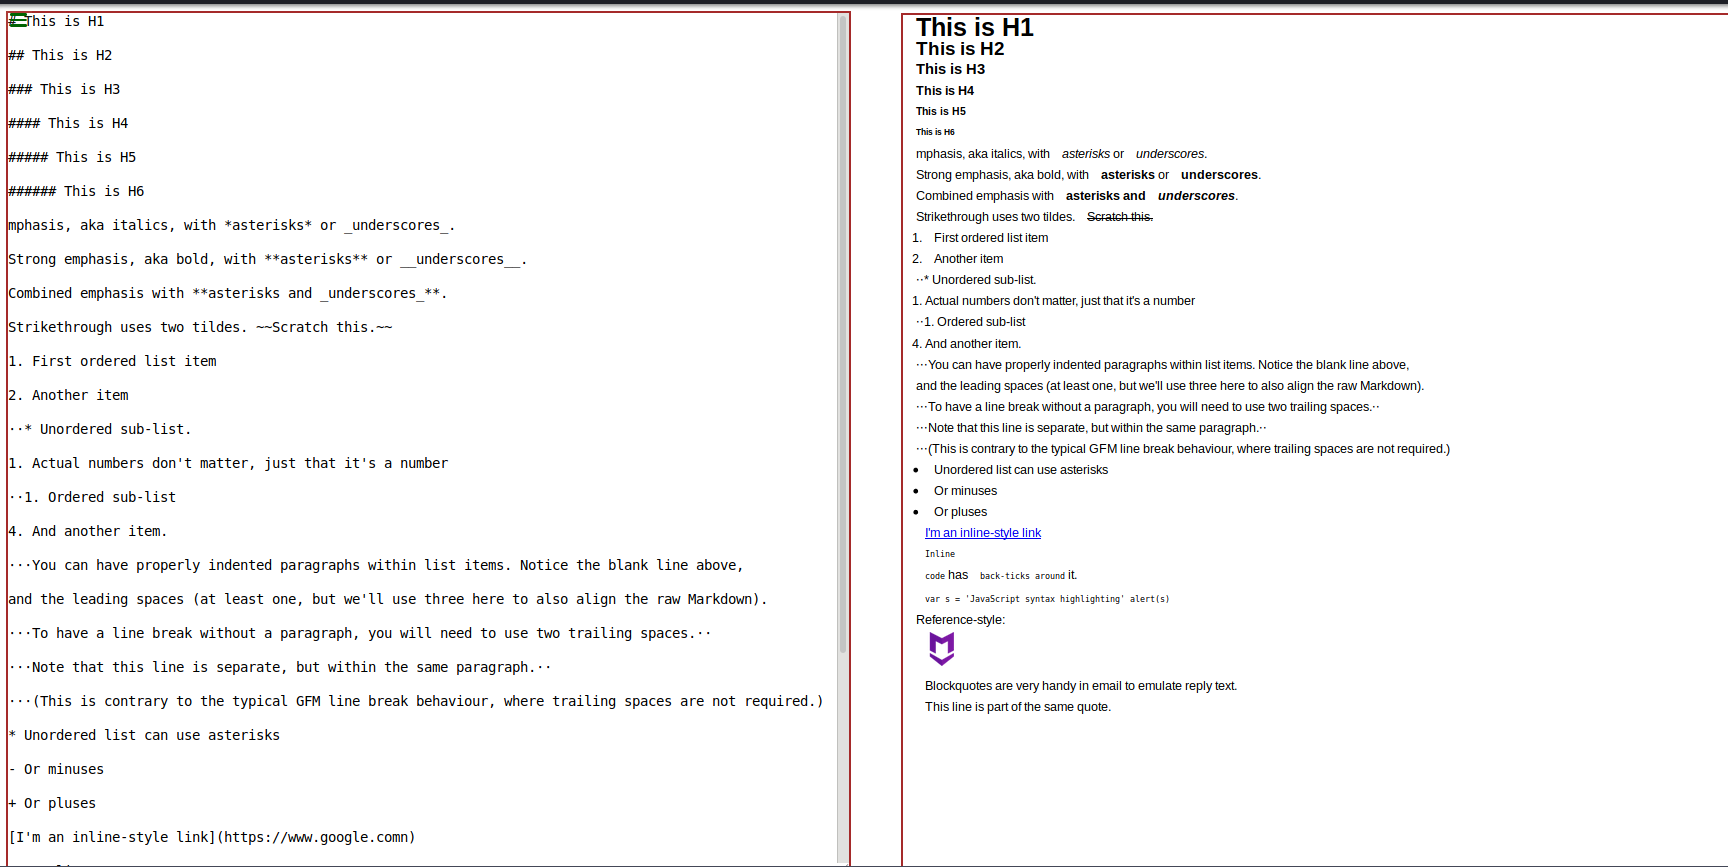 # This is H1
## This is H2
### This is H3
#### This is H4
##### This is H5
###### This is H6
mphasis, aka italics, with *asterisks* or _underscores_.
Strong emphasis, aka bold, with **asterisks** or __underscores__.
Combined emphasis with **asterisks and _underscores_**.
Strikethrough uses two tildes. ~~Scratch this.~~
1. First ordered list item
2. Another item
··* Unordered sub-list.
1. Actual numbers don't matter, just that it's a number
··1. Ordered sub-list
4. And another item.
···You can have properly indented paragraphs within list items. Notice the blank line above,
and the leading spaces (at least one, but we'll use three here to also align the raw Markdown).
···To have a line break without a paragraph, you will need to use two trailing spaces.··
···Note that this line is separate, but within the same paragraph.··
···(This is contrary to the typical GFM line break behaviour, where trailing spaces are not required.)
* Unordered list can use asterisks
- Or minuses
+ Or pluses
[I'm an inline-style link](https://www.google.comn)
This is H1
This is H2
This is H3
This is H4
This is H5
This is H6
mphasis, aka italics, with asterisks or underscores.
Strong emphasis, aka bold, with asterisks or underscores.
Combined emphasis with asterisks and underscores.
Strikethrough uses two tildes. Scratch this.
1. First ordered list item
2. Another item
··* Unordered sub-list.
1. Actual numbers don't matter, just that it's a number
··1. Ordered sub-list
4. And another item.
···You can have properly indented paragraphs within list items. Notice the blank line above,
and the leading spaces (at least one, but we'll use three here to also align the raw Markdown).
···To have a line break without a paragraph, you will need to use two trailing spaces.··
···Note that this line is separate, but within the same paragraph.··
···(This is contrary to the typical GFM line break behaviour, where trailing spaces are not required.)
• Unordered list can use asterisks
• Or minuses
• Or pluses
I'm an inline-style link
Inline
code has back-ticks around it.
var s = 'JavaScript syntax highlighting' alert(s)
Reference-style:
Blockquotes are very handy in email to emulate reply text.
This line is part of the same quote.